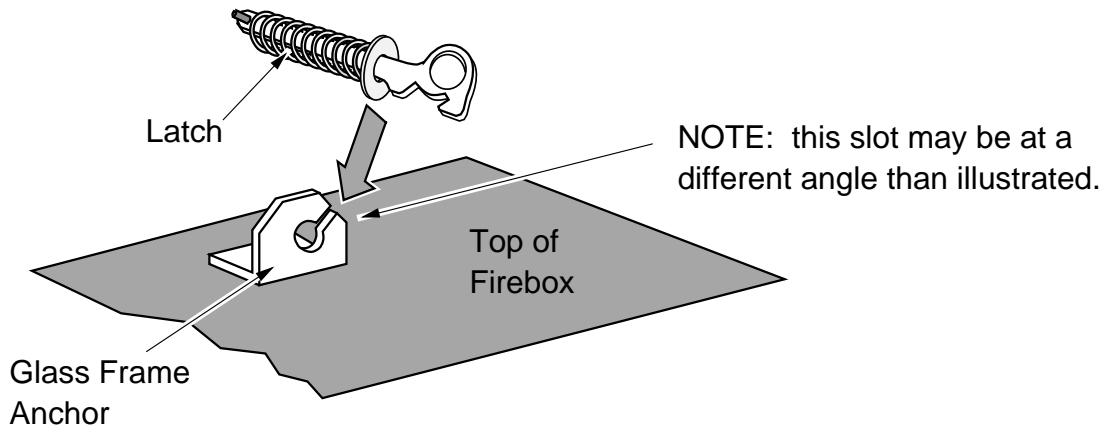 Latch
NOTE:  this slot may be at a
different angle than illustrated.
Top of
Firebox
Glass Frame
Anchor